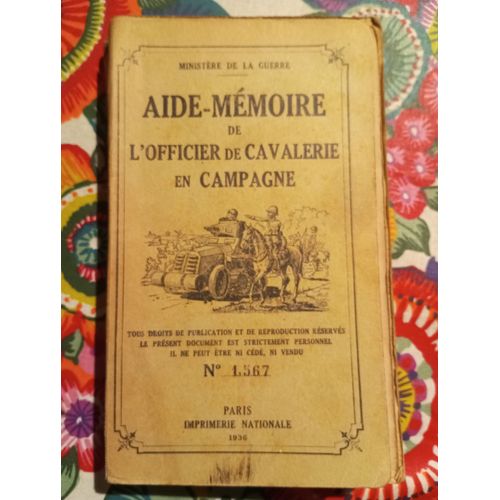 MINISTÈRE DE LA GUERRE
AIDE-MÉMOIRE
DE
L'OFFICIER DE CAVALERIE
EN CAMPAGNE
TOUS DROITS DE PUBLICATION ET DE REPRODUCTION RÉSERVÉS
LE PRÉSENT DOCUMENT EST STRICTEMENT PERSONNEL
IL NE PEUT ÊTRE NI CÉDÉ, NI VENDU
Nº 1.567
PARIS
IMPRIMERIE NATIONALE
1936